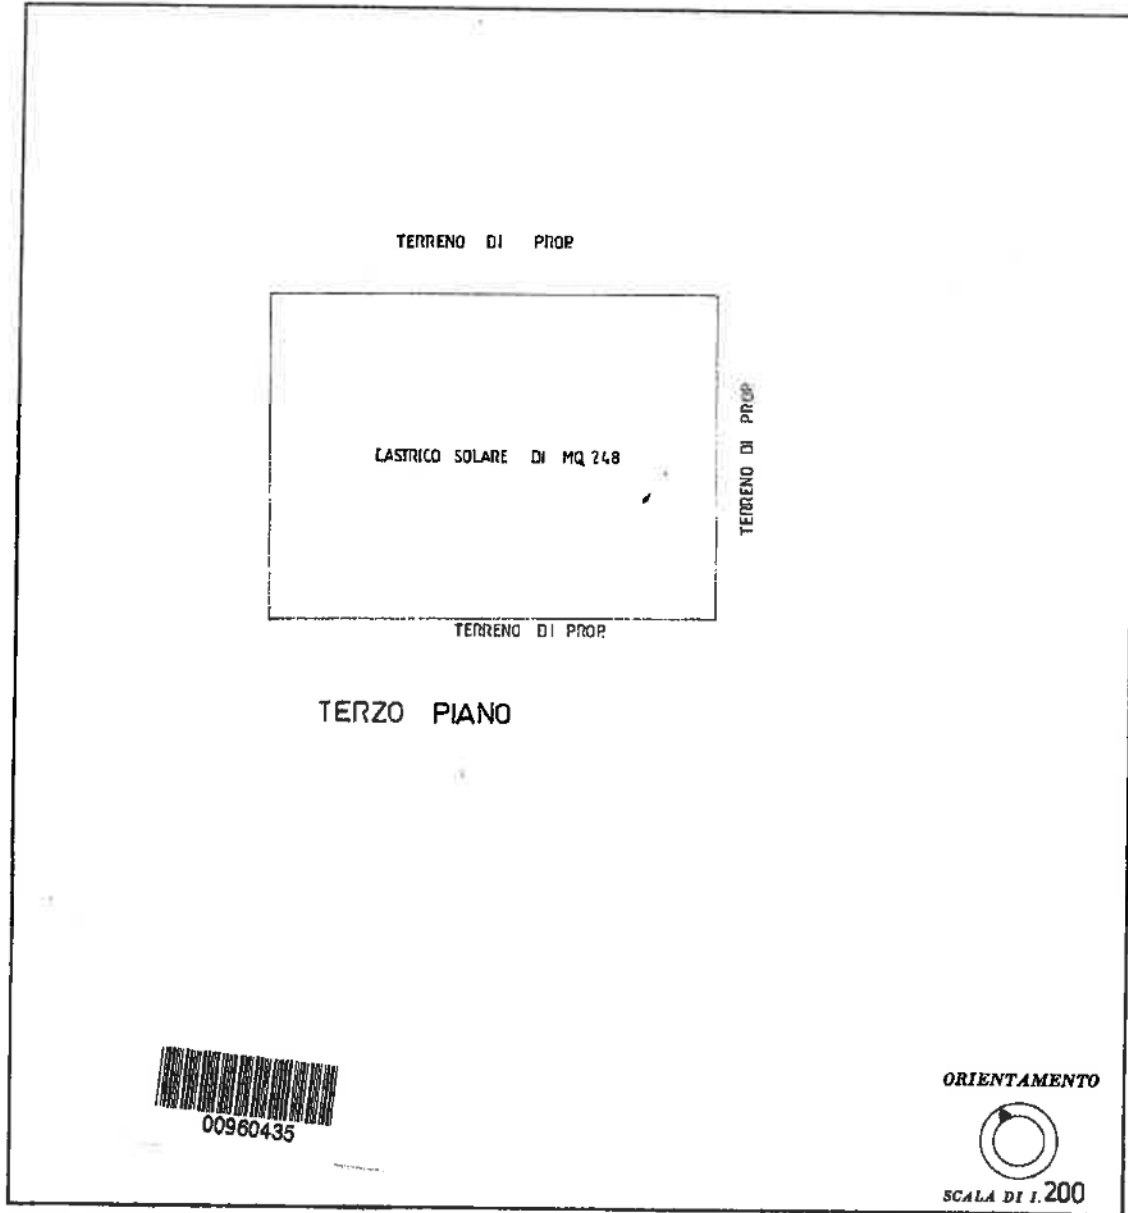 TERRENO DI PROP.
LASTRICO SOLARE DI MQ 248
TERRENO DI PROP
TERRENO DI PROP.
TERZO PIANO
00960435
ORIENTAMENTO
SCALA DI 1.200